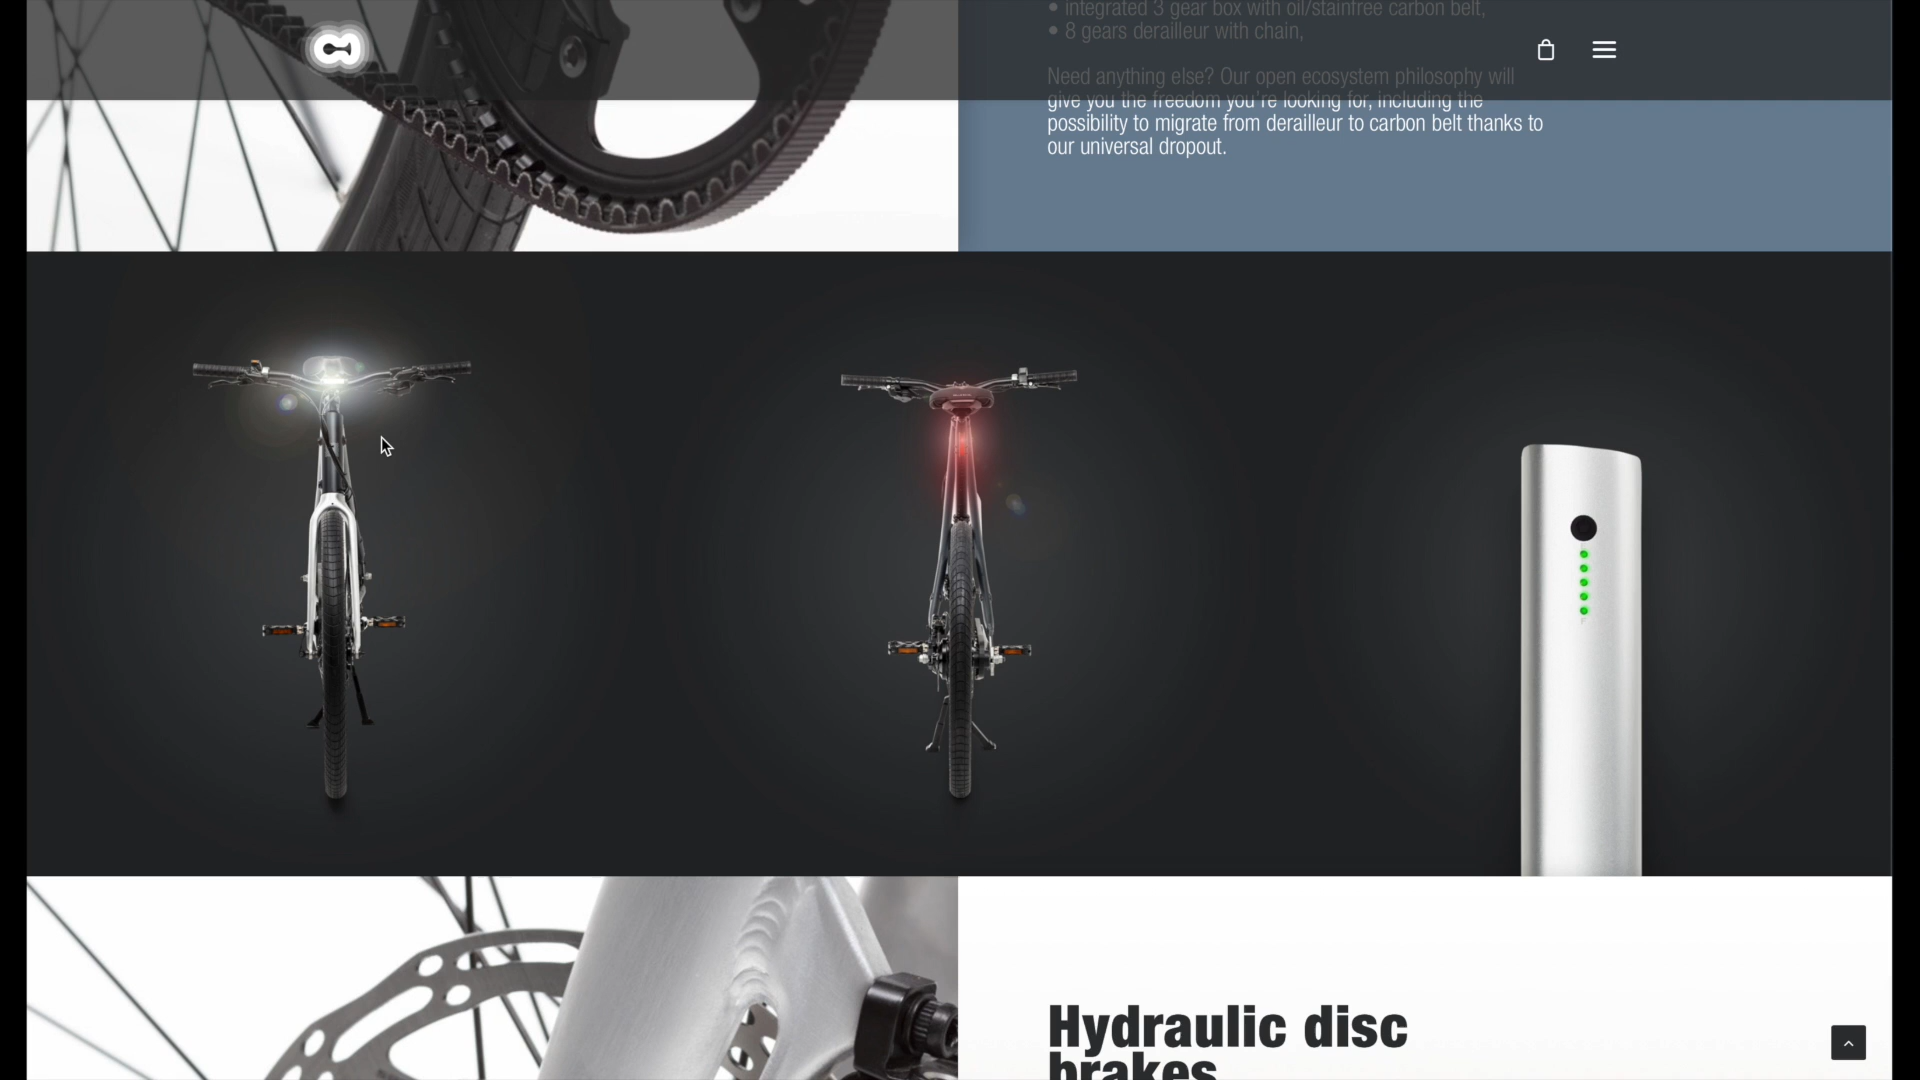 • integrated 3 gear box with oil/stainfree carbon belt,
• 8 gears derailleur with chain,
Need anything else? Our open ecosystem philosophy will
give you the freedom you're looking for, including the
possibility to migrate from derailleur to carbon belt thanks to
our universal dropout.
Hydraulic disc
brakes